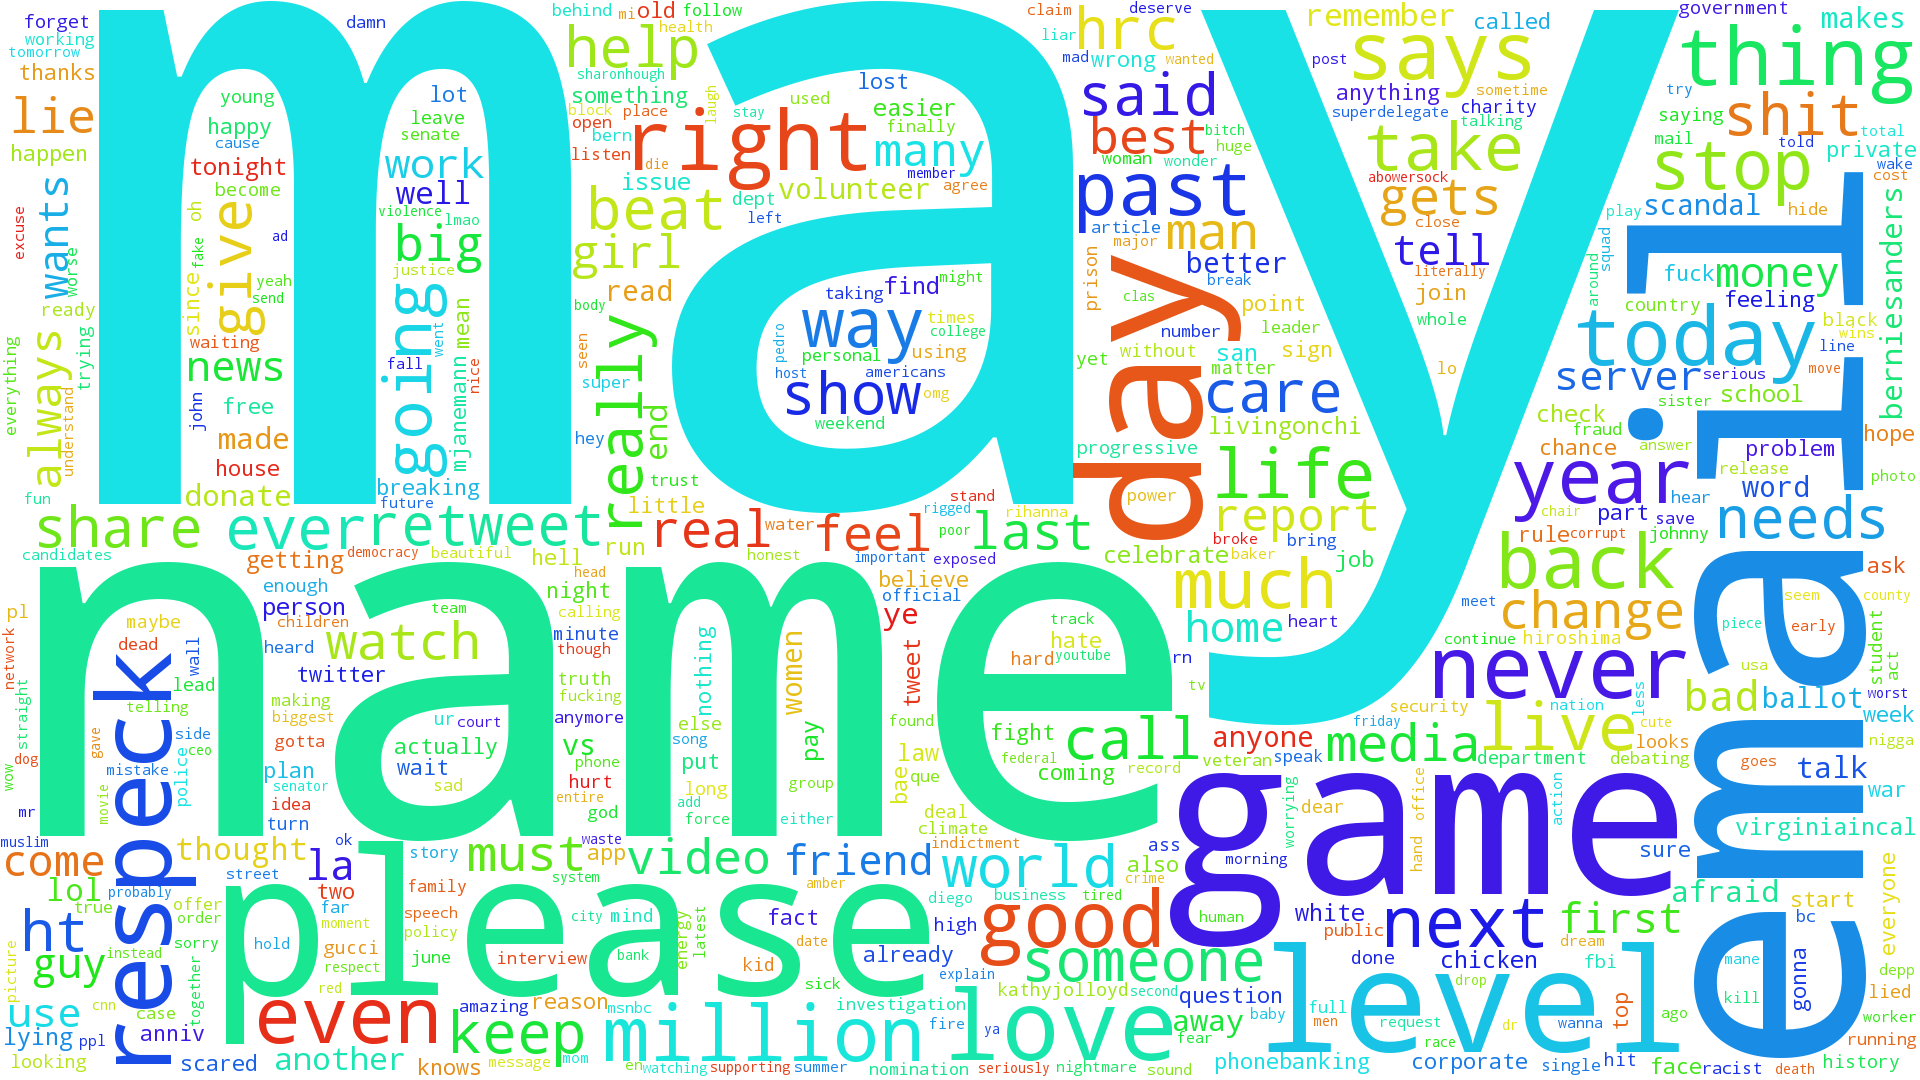 may
name
email
game
please
day
level
respeck
love
million
never
today
thing
year
good
life
right
even
next
past
someone
way
says
back
going
live
take
much
stop
world
call
beat
show
care
keep
said
really
needs
retweet
ever
share
real
feel
last
watch
media
change
video
must
friend
first
help
hrc
best
shit
lie
give
work
well
big
many
girl
man
gets
tell
money
server
report
home
news
always
wants
come
la
ht
guy
use
another
thought
volunteer
donate
made
breaking
read
issue
something
easier
lost
finally
find
taking
personal
americans
weekend
times
college
using
omg
host
pedro
might
member
agree
left
dept
used
stay
laugh
block
place
open
bern
listen
die
sharonhough
health
behind
mi
old
follow
damn
forget
working
tomorrow
thanks
happen
young
happy
cause
tonight
become
lot
leave
senate
violence
lmao
justice
mean
mjanemann
went
nice
fall
future
since
oh
fake
ad
yeah
send
waiting
john
free
house
excuse
worse
ready
trying
everything
understand
fun
candidates
getting
democracy
beautiful
hell
head
run
night
calling
little
trust
end
hey
super
seen
body
water
stand
rigged
rihanna
poor
honest
important
exposed
believe
official
ye
tweet
women
nothing
pay
else
put
song
long
add
force
group
either
truth
fucking
anymore
minute
though
vs
phone
hurt
entire
god
actually
wait
sad
ur
court
team
twitter
person
children
enough
heard
making
biggest
gotta
plan
senator
idea
turn
pl
maybe
dead
wall
lead
telling
side
ceo
mistake
police
gave
movie
network
straight
dog
wow
mr
muslim
lol
true
probably
street
two
far
offer
order
sorry
instead
together
picture
cnn
case
anniv
lying
ppl
looking
scared
hold
gucci
moment
respect
red
june
policy
speech
family
story
ok
system
waste
app
city
mind
bank
interview
amazing
reason
knows
message
mom
en
watching
supporting
summer
msnbc
investigation
fire
ya
nomination
seriously
nightmare
sound
fear
away
kathyjolloyd
second
explain
sick
kid
date
fact
amber
energy
latest
already
high
diego
business
tired
crime
also
ass
indictment
climate
deal
law
que
bae
found
fight
federal
coming
record
hard
hate
track
youtube
tv
veteran
speak
anyone
friday
security
nation
less
cute
looks
department
debating
worrying
dear
hand
office
action
morning
human
white
public
question
baby
phonebanking
men
full
request
race
drop
dr
wanna
corporate
single
hit
chicken
done
dream
fbi
top
ago
face
racist
death
history
running
worker
lied
depp
gonna
kill
mane
bc
start
everyone
afraid
sure
virginiaincal
war
talk
goes
nigga
week
worst
ballot
bad
usa
act
student
piece
early
seem
county
ask
hiroshima
continue
meet
heart
job
bring
baker
broke
celebrate
power
progressive
livingonchi
yet
without
matter
san
sign
leader
point
whole
lo
join
literally
close
abowersock
better
break
number
clas
prison
major
article
woman
wonder
huge
bitch
mad
wrong
wanted
liar
claim
deserve
remember
called
post
anything
superdelegate
charity
sometime
talking
government
makes
try
saying
mail
total
told
private
wake
cost
hide
scandal
play
squad
around
fuck
country
feeling
black
wins
line
move
serious
sister
school
berniesanders
hope
problem
release
photo
word
answer
fraud
check
chance
hear
chair
part
save
rule
corrupt
johnny